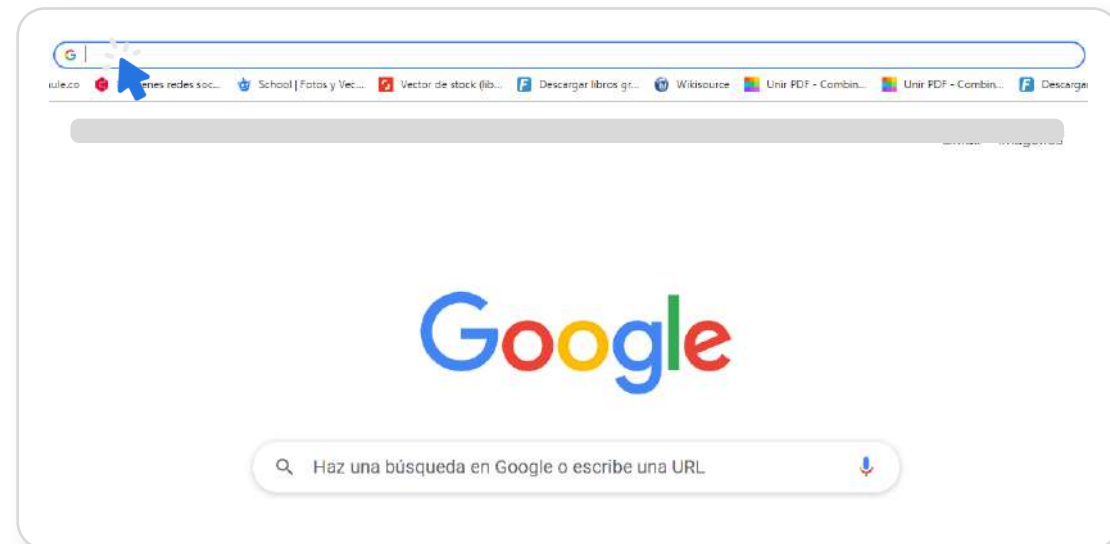 G
ule.co enes redes soc... School | Fotos y Vec... Vector de stock (lib... Descargar libros gr... Wikisource Unir PDF - Combin... Unir PDF - Combin... Descargar
Google
Haz una búsqueda en Google o escribe una URL